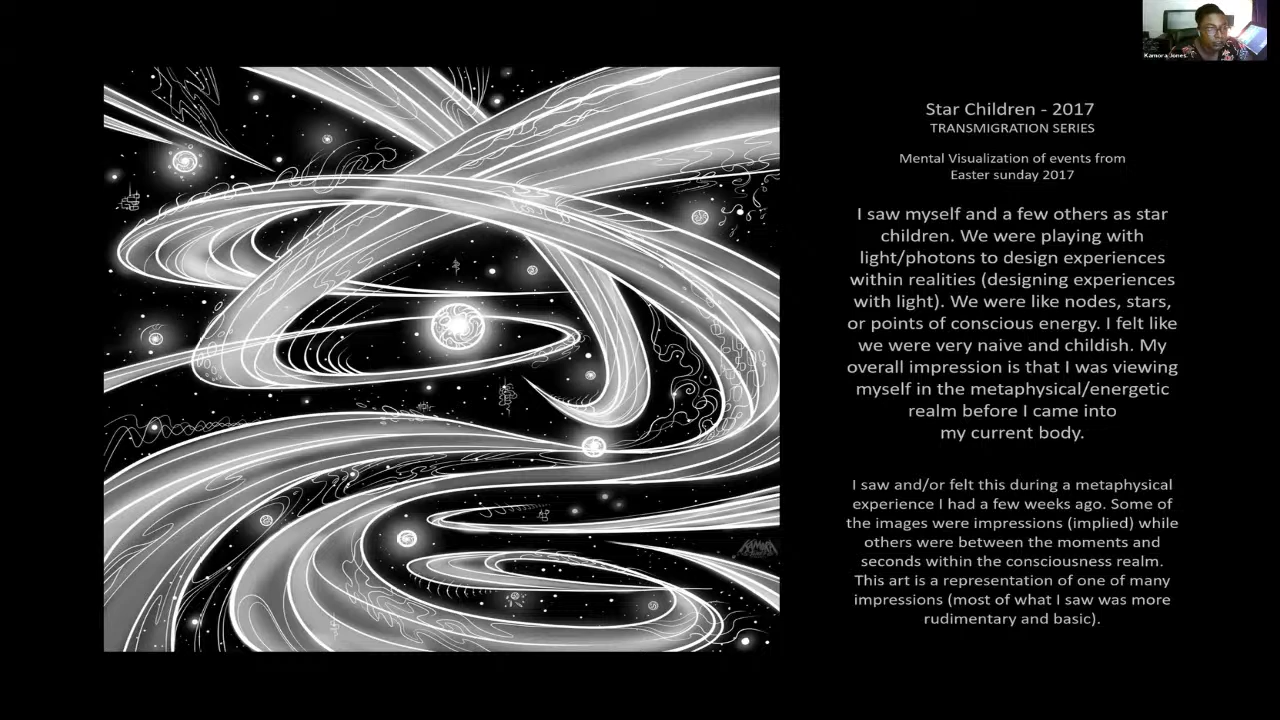 Kamora Jones
Star Children - 2017
TRANSMIGRATION SERIES
Mental Visualization of events from
Easter sunday 2017
I saw myself and a few others as star
children. We were playing with
light/photons to design experiences
within realities (designing experiences
with light). We were like nodes, stars,
or points of conscious energy. I felt like
we were very naive and childish. My
overall impression is that I was viewing
myself in the metaphysical/energetic
realm before I came into
my current body.
I saw and/or felt this during a metaphysical
experience I had a few weeks ago. Some of
the images were impressions (implied) while
others were between the moments and
seconds within the consciousness realm.
This art is a representation of one of many
impressions (most of what I saw was more
rudimentary and basic).
KAMORA